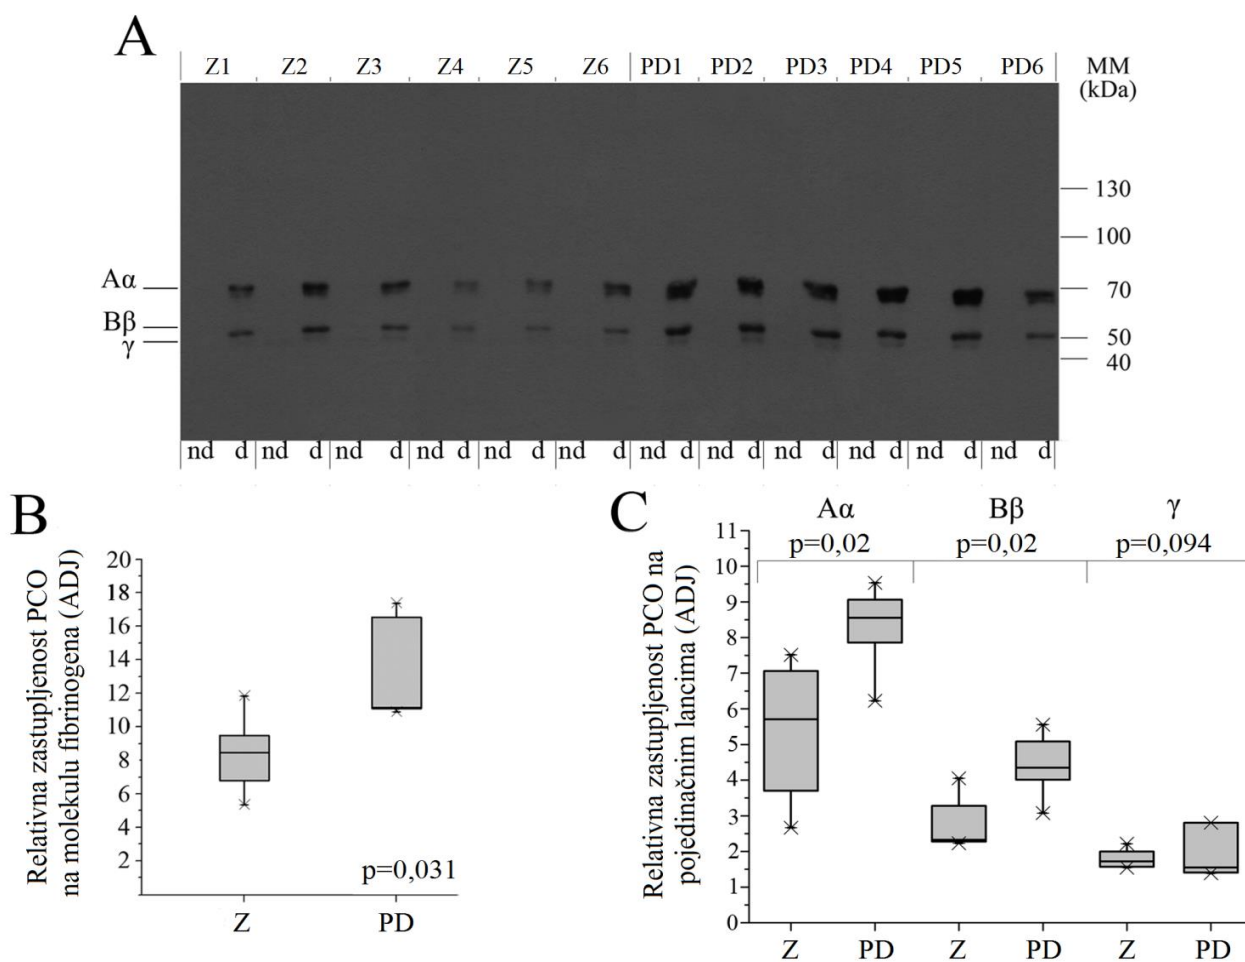 A
Z1 Z2 Z3 Z4 Z5 Z6 PD1 PD2 PD3 PD4 PD5 PD6 MM
(kDa)
130
100
Aα 70
Bβ
γ 50
40
nd d nd d nd d nd d nd d nd d nd d nd d nd d nd d nd d nd d
B
Relativna zastupljenost PCO
na molekulu fibrinogena (ADJ)
20
18
16
14
12
10
8
6
4
2
p=0,031
Z PD
C
Aα Bβ γ
p=0,02 p=0,02 p=0,094
Relativna zastupljenost PCO na
pojedinačnim lancima (ADJ)
11
10
9
8
7
6
5
4
3
2
1
0
Z PD Z PD Z PD